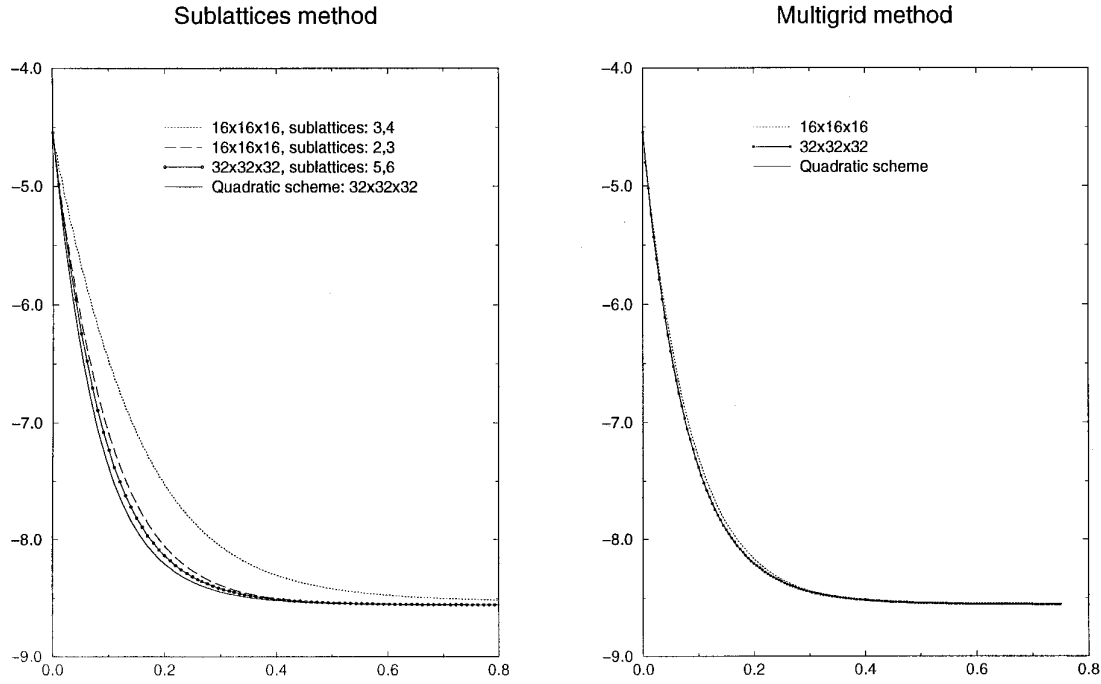 Sublattices method
−4.0
−5.0
−6.0
−7.0
−8.0
−9.0
0.0 0.2 0.4 0.6 0.8
16x16x16, sublattices: 3,4
16x16x16, sublattices: 2,3
32x32x32, sublattices: 5,6
Quadratic scheme: 32x32x32
Multigrid method
−4.0
−5.0
−6.0
−7.0
−8.0
−9.0
0.0 0.2 0.4 0.6 0.8
16x16x16
32x32x32
Quadratic scheme